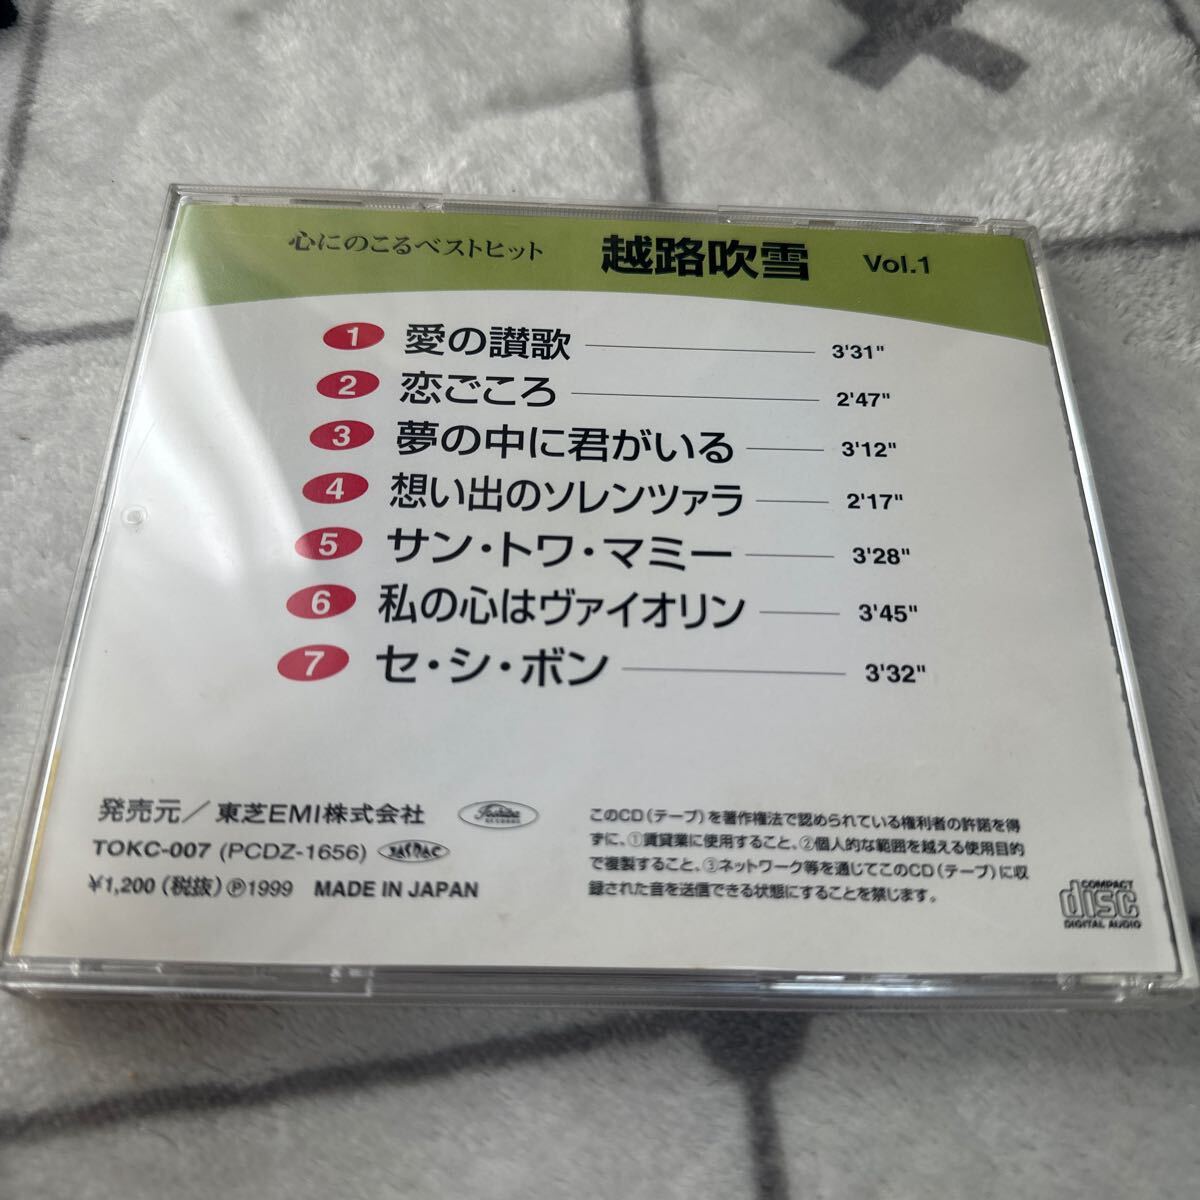 心にのこるベストヒット 越路吹雪 Vol.1
1 愛の讃歌 3'31"
2 恋ごころ 2'47"
3 夢の中に君がいる 3'12"
4 想い出のソレンツァラ 2'17"
5 サン・トワ・マミー 3'28"
6 私の心はヴァイオリン 3'45"
7 セ・シ・ボン 3'32"
発売元/東芝EMI株式会社 Toshiba RECORDS
TOKC-007 (PCDZ-1656) JASRAC
¥1,200(税抜)Ⓟ1999 MADE IN JAPAN
このCD(テープ)を著作権法で認められている権利者の許諾を得
ずに、①賃貸業に使用すること、②個人的な範囲を越える使用目的
で複製すること、③ネットワーク等を通じてこのCD(テープ)に収
録された音を送信できる状態にすることを禁じます。
COMPACT
disc
DIGITAL AUDIO